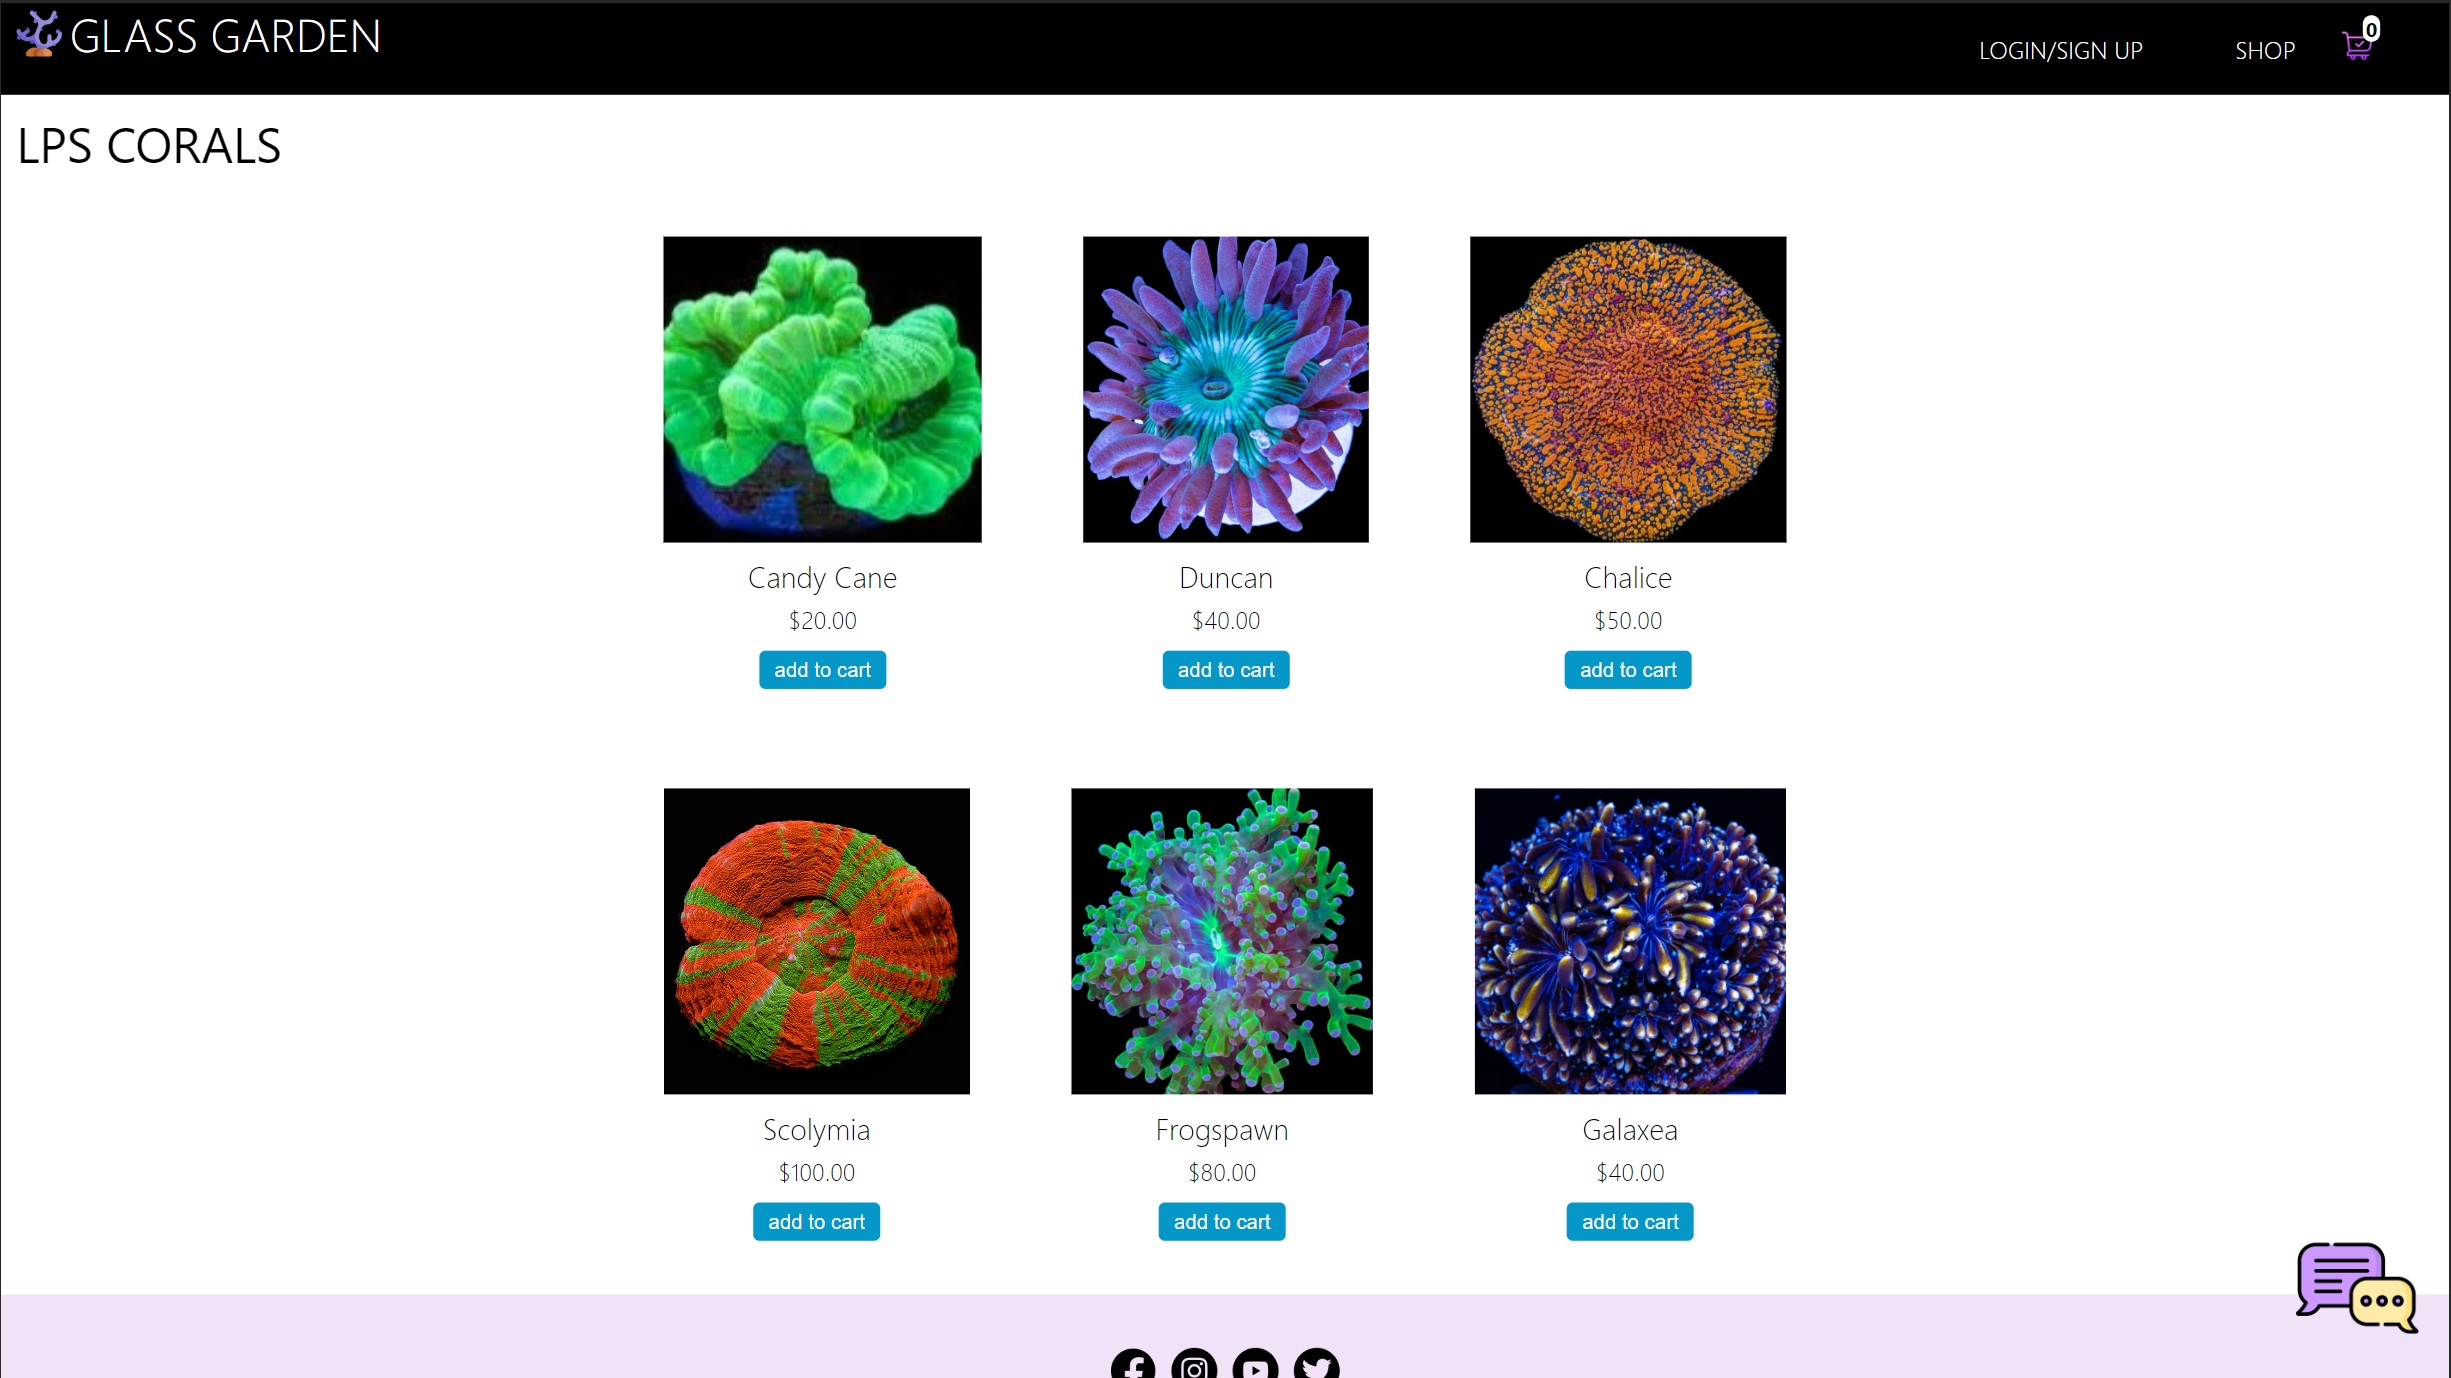 GLASS GARDEN
LOGIN/SIGN UP
SHOP
0
LPS CORALS
Candy Cane
$20.00
add to cart
Duncan
$40.00
add to cart
Chalice
$50.00
add to cart
Scolymia
$100.00
add to cart
Frogspawn
$80.00
add to cart
Galaxea
$40.00
add to cart